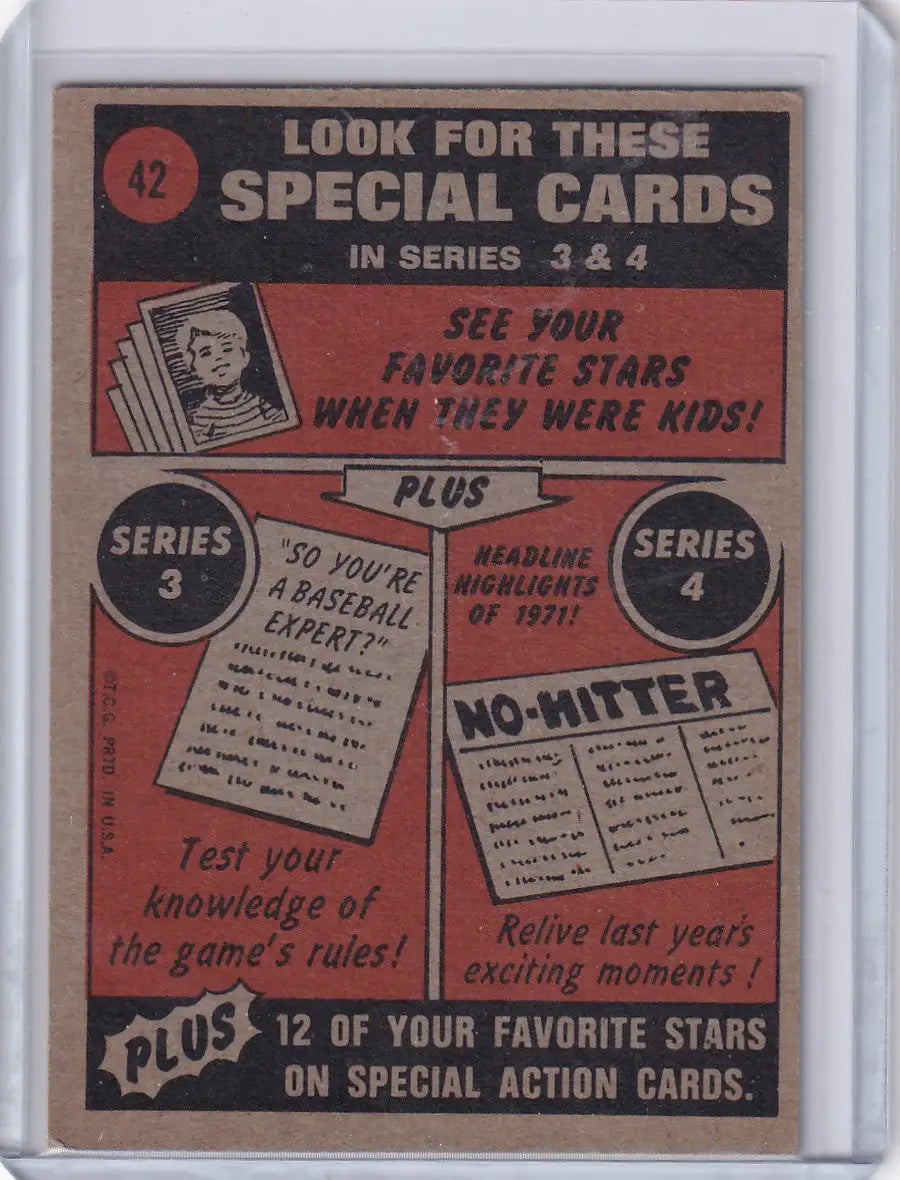 42
LOOK FOR THESE
SPECIAL CARDS
IN SERIES 3 & 4
SEE YOUR
FAVORITE STARS
WHEN THEY WERE KIDS!
PLUS
SERIES
3
"SO YOU'RE
A BASEBALL
EXPERT?"
Test your
knowledge of
the game's rules!
HEADLINE
HIGHLIGHTS
OF 1971!
SERIES
4
NO-HITTER
Relive last year's
exciting moments!
©T.C.G. PRTD. IN U.S.A.
PLUS
12 OF YOUR FAVORITE STARS
ON SPECIAL ACTION CARDS.